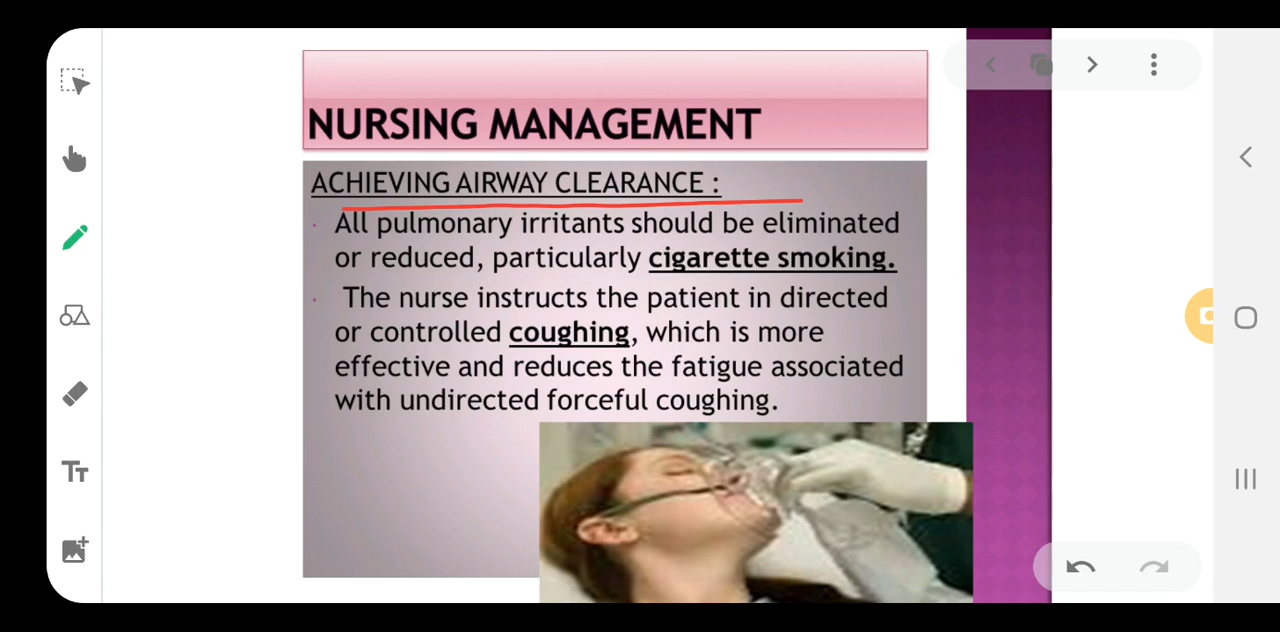 NURSING MANAGEMENT
ACHIEVING AIRWAY CLEARANCE :
· All pulmonary irritants should be eliminated
or reduced, particularly cigarette smoking.
· The nurse instructs the patient in directed
or controlled coughing, which is more
effective and reduces the fatigue associated
with undirected forceful coughing.
TT